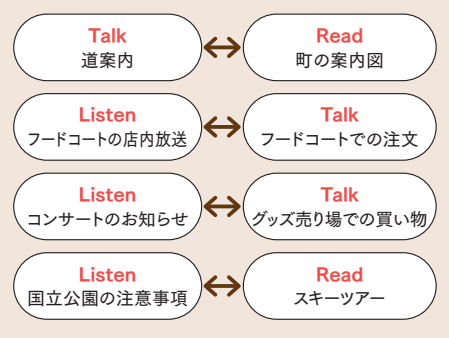 Talk
道案内
Read
町の案内図
Listen
フードコートの店内放送
Talk
フードコートでの注文
Listen
コンサートのお知らせ
Talk
グッズ売り場での買い物
Listen
国立公園の注意事項
Read
スキーツアー